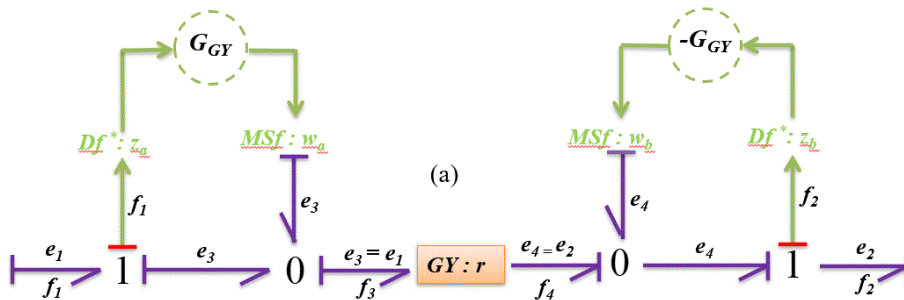 G_GY -G_GY
Df*: z_a MSf: w_a MSf: w_b Df*: z_b
(a)
f_1 e_3 e_4 f_2
e_1 e_3 e_3 = e_1 e_4 = e_2 e_4 e_2
1 0 GY : r 0 1
f_1 f_3 f_4 f_2